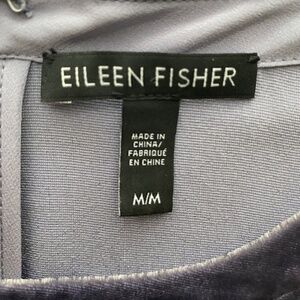 EILEEN FISHER
MADE IN
CHINA/
FABRIQUÉ
EN CHINE
M/M